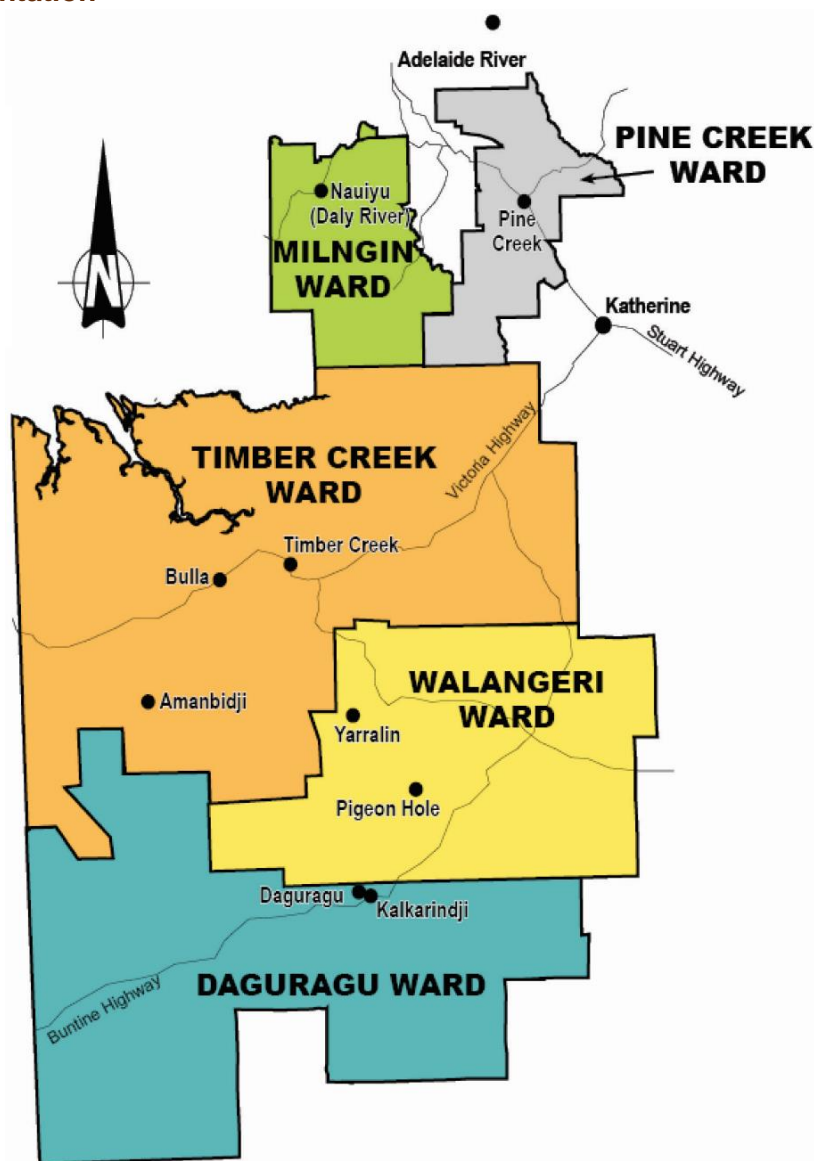 Adelaide River
PINE CREEK
WARD
Nauiyu
(Daly River)
Pine
Creek
MILNGIN
WARD
N
Katherine
Stuart Highway
Victoria Highway
TIMBER CREEK
WARD
Timber Creek
Bulla
WALANGERI
WARD
Amanbidji
Yarralin
Pigeon Hole
Daguragu
Kalkarindji
DAGURAGU WARD
Buntine Highway